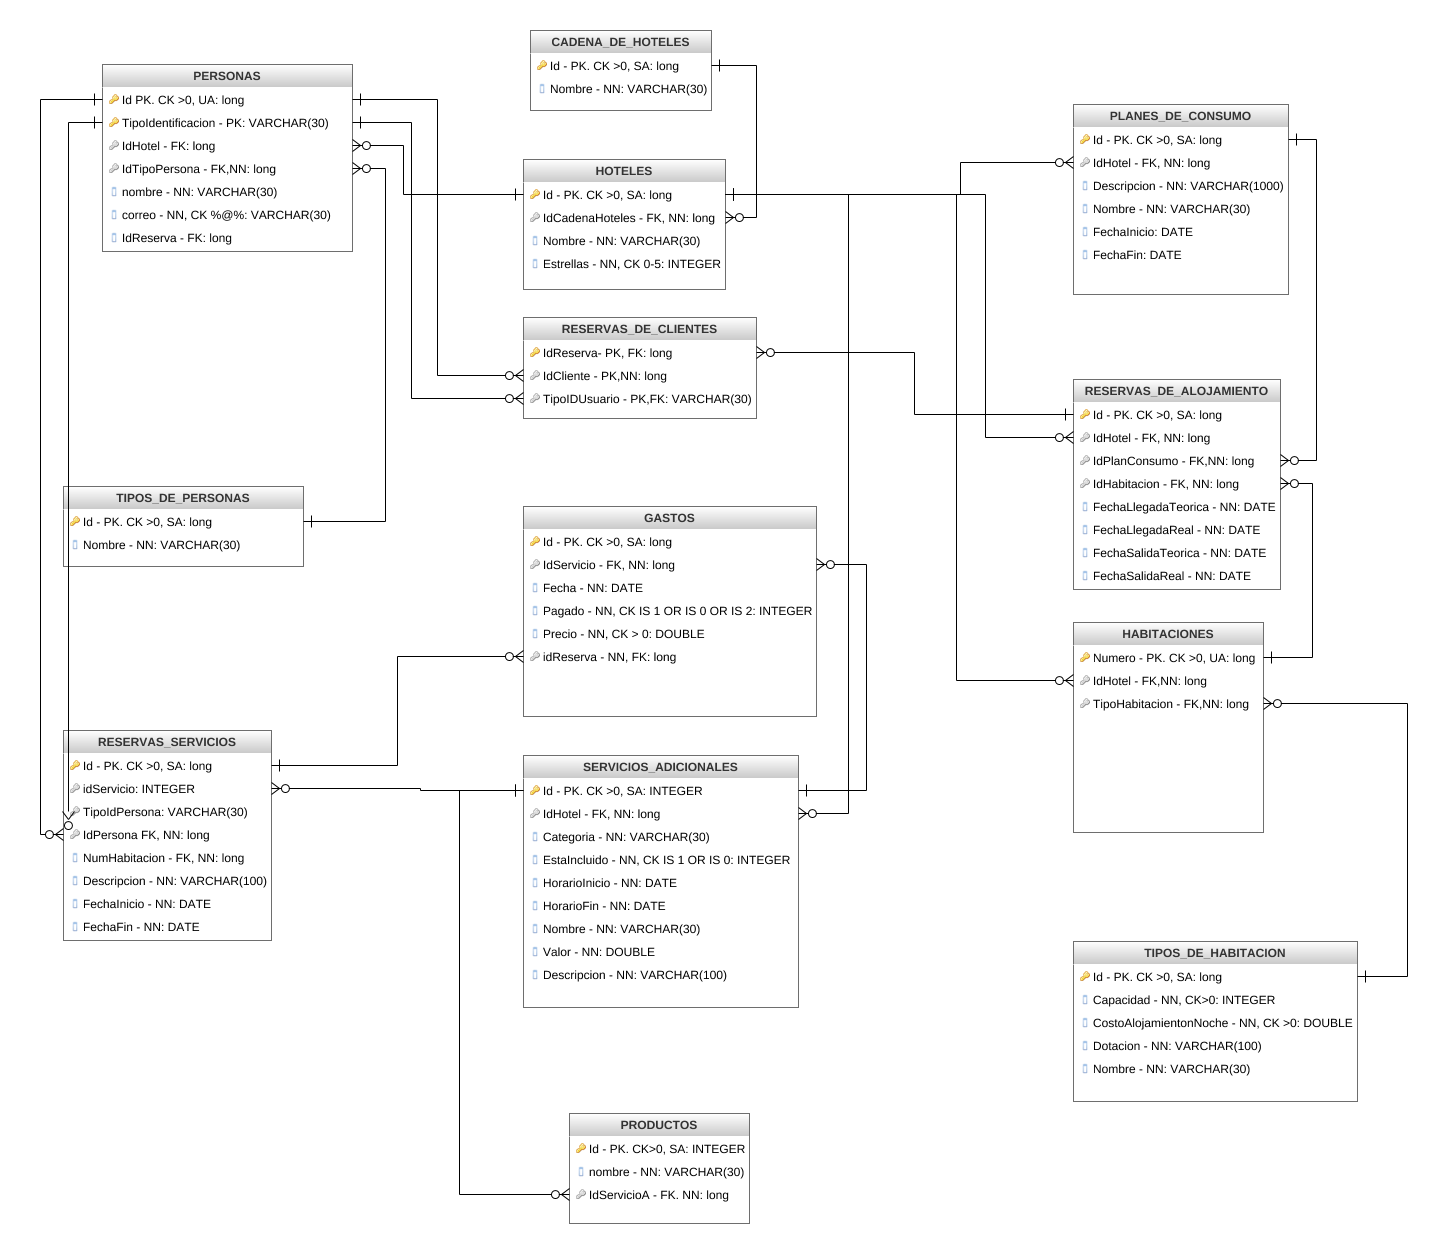 CADENA_DE_HOTELES
Id - PK. CK >0, SA: long
Nombre - NN: VARCHAR(30)
PERSONAS
Id PK. CK >0, UA: long
TipoIdentificacion - PK: VARCHAR(30)
IdHotel - FK: long
IdTipoPersona - FK,NN: long
nombre - NN: VARCHAR(30)
correo - NN, CK %@%: VARCHAR(30)
IdReserva - FK: long
PLANES_DE_CONSUMO
Id - PK. CK >0, SA: long
IdHotel - FK, NN: long
Descripcion - NN: VARCHAR(1000)
Nombre - NN: VARCHAR(30)
FechaInicio: DATE
FechaFin: DATE
HOTELES
Id - PK. CK >0, SA: long
IdCadenaHoteles - FK, NN: long
Nombre - NN: VARCHAR(30)
Estrellas - NN, CK 0-5: INTEGER
RESERVAS_DE_CLIENTES
IdReserva- PK, FK: long
IdCliente - PK,NN: long
TipoIDUsuario - PK,FK: VARCHAR(30)
RESERVAS_DE_ALOJAMIENTO
Id - PK. CK >0, SA: long
IdHotel - FK, NN: long
IdPlanConsumo - FK,NN: long
IdHabitacion - FK, NN: long
FechaLlegadaTeorica - NN: DATE
FechaLlegadaReal - NN: DATE
FechaSalidaTeorica - NN: DATE
FechaSalidaReal - NN: DATE
TIPOS_DE_PERSONAS
Id - PK. CK >0, SA: long
Nombre - NN: VARCHAR(30)
GASTOS
Id - PK. CK >0, SA: long
IdServicio - FK, NN: long
Fecha - NN: DATE
Pagado - NN, CK IS 1 OR IS 0 OR IS 2: INTEGER
Precio - NN, CK > 0: DOUBLE
idReserva - NN, FK: long
HABITACIONES
Numero - PK. CK >0, UA: long
IdHotel - FK,NN: long
TipoHabitacion - FK,NN: long
RESERVAS_SERVICIOS
Id - PK. CK >0, SA: long
idServicio: INTEGER
TipoIdPersona: VARCHAR(30)
IdPersona FK, NN: long
NumHabitacion - FK, NN: long
Descripcion - NN: VARCHAR(100)
FechaInicio - NN: DATE
FechaFin - NN: DATE
SERVICIOS_ADICIONALES
Id - PK. CK >0, SA: INTEGER
IdHotel - FK, NN: long
Categoria - NN: VARCHAR(30)
EstaIncluido - NN, CK IS 1 OR IS 0: INTEGER
HorarioInicio - NN: DATE
HorarioFin - NN: DATE
Nombre - NN: VARCHAR(30)
Valor - NN: DOUBLE
Descripcion - NN: VARCHAR(100)
TIPOS_DE_HABITACION
Id - PK. CK >0, SA: long
Capacidad - NN, CK>0: INTEGER
CostoAlojamientonNoche - NN, CK >0: DOUBLE
Dotacion - NN: VARCHAR(100)
Nombre - NN: VARCHAR(30)
PRODUCTOS
Id - PK. CK>0, SA: INTEGER
nombre - NN: VARCHAR(30)
IdServicioA - FK. NN: long